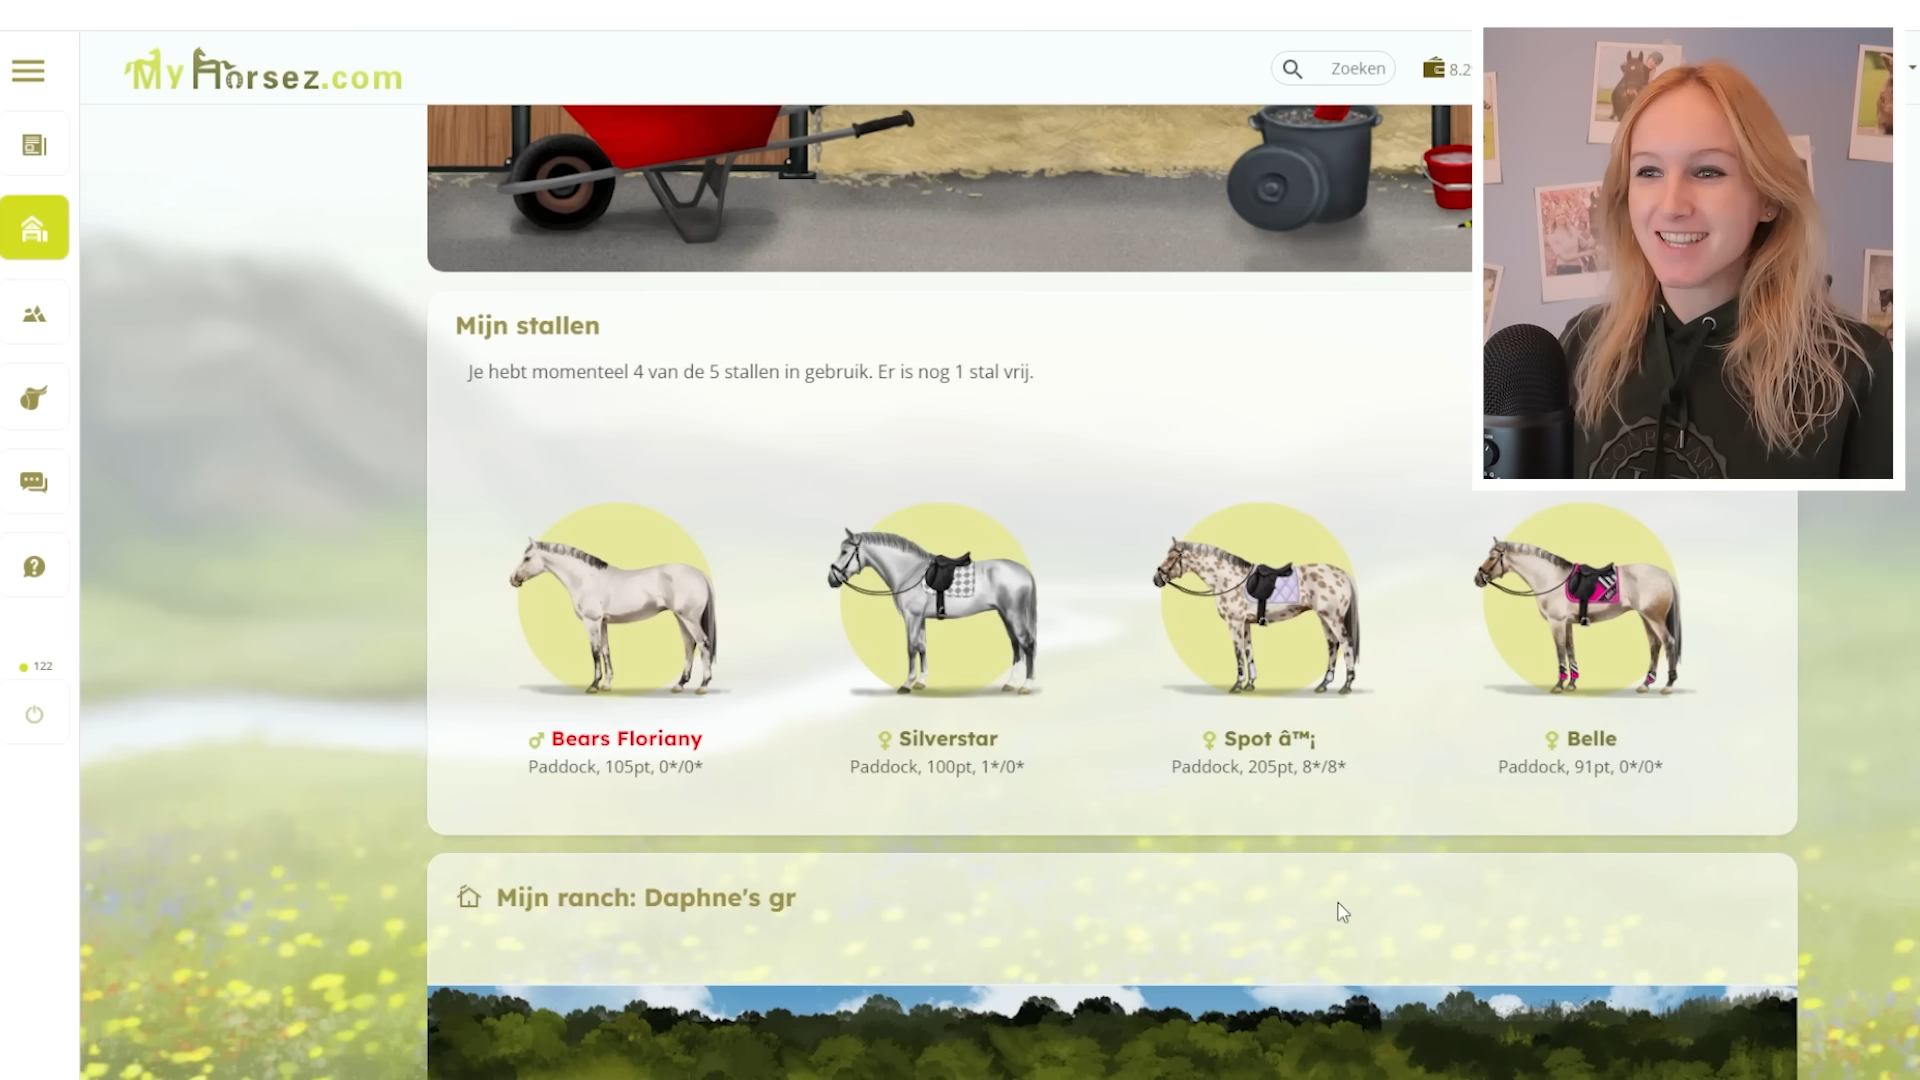 My Horsez.com
Zoeken
8.2
Mijn stallen
Je hebt momenteel 4 van de 5 stallen in gebruik. Er is nog 1 stal vrij.
Bears Floriany
Paddock, 105pt, 0*/0*
Silverstar
Paddock, 100pt, 1*/0*
Spot â™¡
Paddock, 205pt, 8*/8*
Belle
Paddock, 91pt, 0*/0*
122
Mijn ranch: Daphne's gr